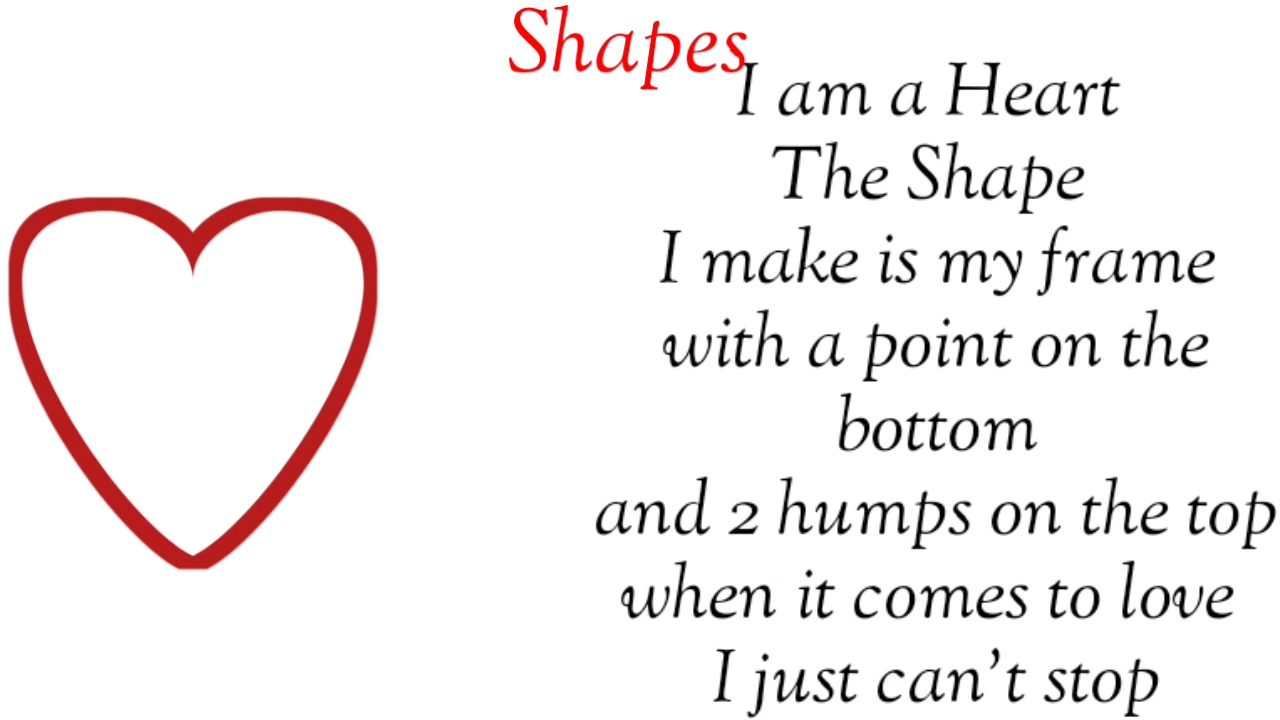 Shapes
I am a Heart
The Shape
I make is my frame
with a point on the
bottom
and 2 humps on the top
when it comes to love
I just can’t stop